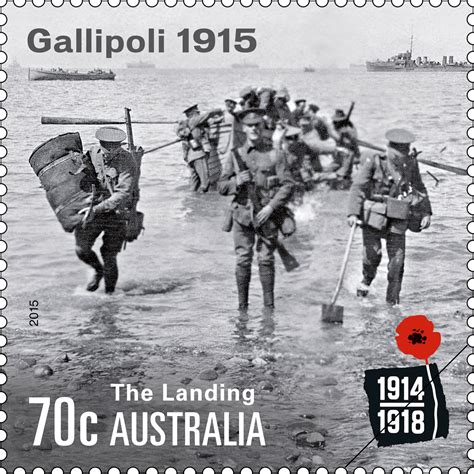 Gallipoli 1915
2015
The Landing
70c AUSTRALIA
1914
1918